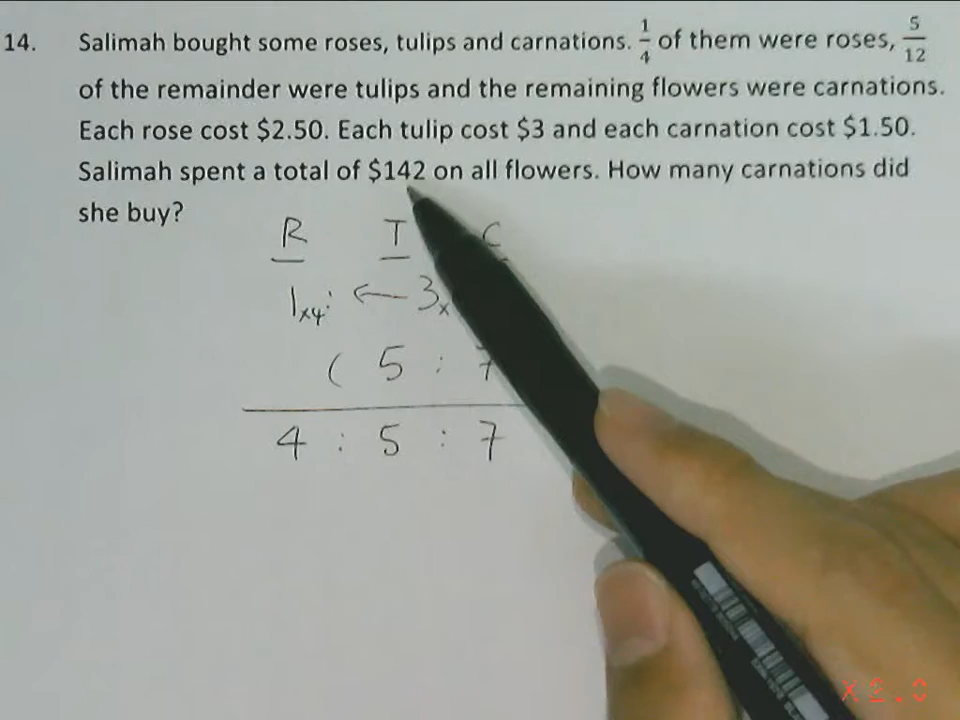 14. Salimah bought some roses, tulips and carnations. 1/4 of them were roses, 5/12
of the remainder were tulips and the remaining flowers were carnations.
Each rose cost $2.50. Each tulip cost $3 and each carnation cost $1.50.
Salimah spent a total of $142 on all flowers. How many carnations did
she buy?
R T C
1x4 : ← 3x
( 5 : 7
4 : 5 : 7
x2.0